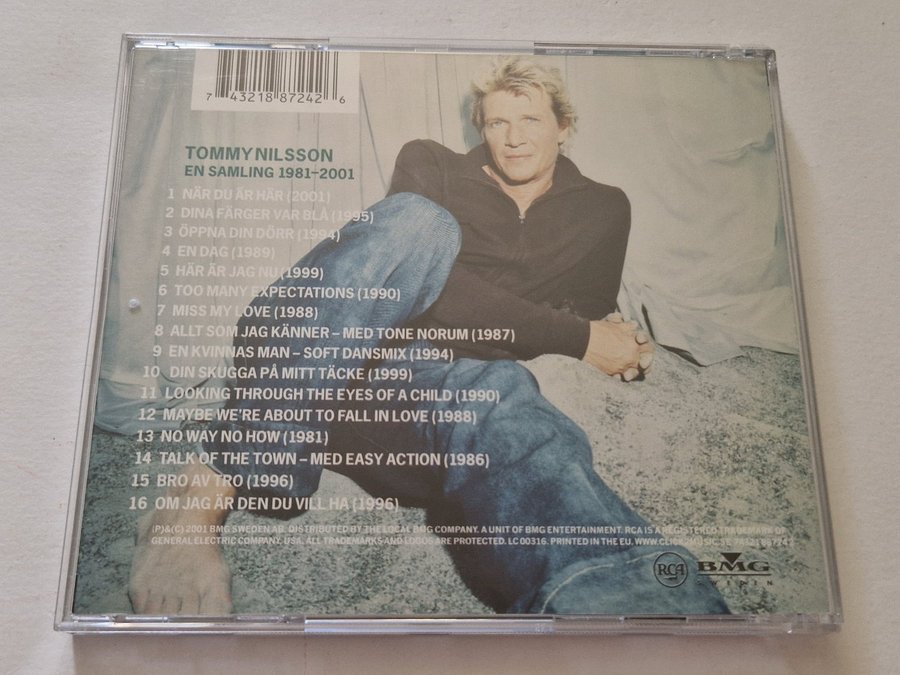 7 43218 87242 6
TOMMY NILSSON
EN SAMLING 1981–2001
1 NÄR DU ÄR HÄR (2001)
2 DINA FÄRGER VAR BLÅ (1995)
3 ÖPPNA DIN DÖRR (1994)
4 EN DAG (1989)
5 HÄR ÄR JAG NU (1999)
6 TOO MANY EXPECTATIONS (1990)
7 MISS MY LOVE (1988)
8 ALLT SOM JAG KÄNNER – MED TONE NORUM (1987)
9 EN KVINNAS MAN – SOFT DANSMIX (1994)
10 DIN SKUGGA PÅ MITT TÄCKE (1999)
11 LOOKING THROUGH THE EYES OF A CHILD (1990)
12 MAYBE WE'RE ABOUT TO FALL IN LOVE (1988)
13 NO WAY NO HOW (1981)
14 TALK OF THE TOWN – MED EASY ACTION (1986)
15 BRO AV TRO (1996)
16 OM JAG ÄR DEN DU VILL HA (1996)
(P)&(C) 2001 BMG SWEDEN AB. DISTRIBUTED BY THE LOCAL BMG COMPANY. A UNIT OF BMG ENTERTAINMENT. RCA IS A REGISTERED TRADEMARK OF
GENERAL ELECTRIC COMPANY, USA. ALL TRADEMARKS AND LOGOS ARE PROTECTED. LC 00316. PRINTED IN THE EU. WWW.CLICK2MUSIC.SE 74321 887242
RCA BMG
SWEDEN